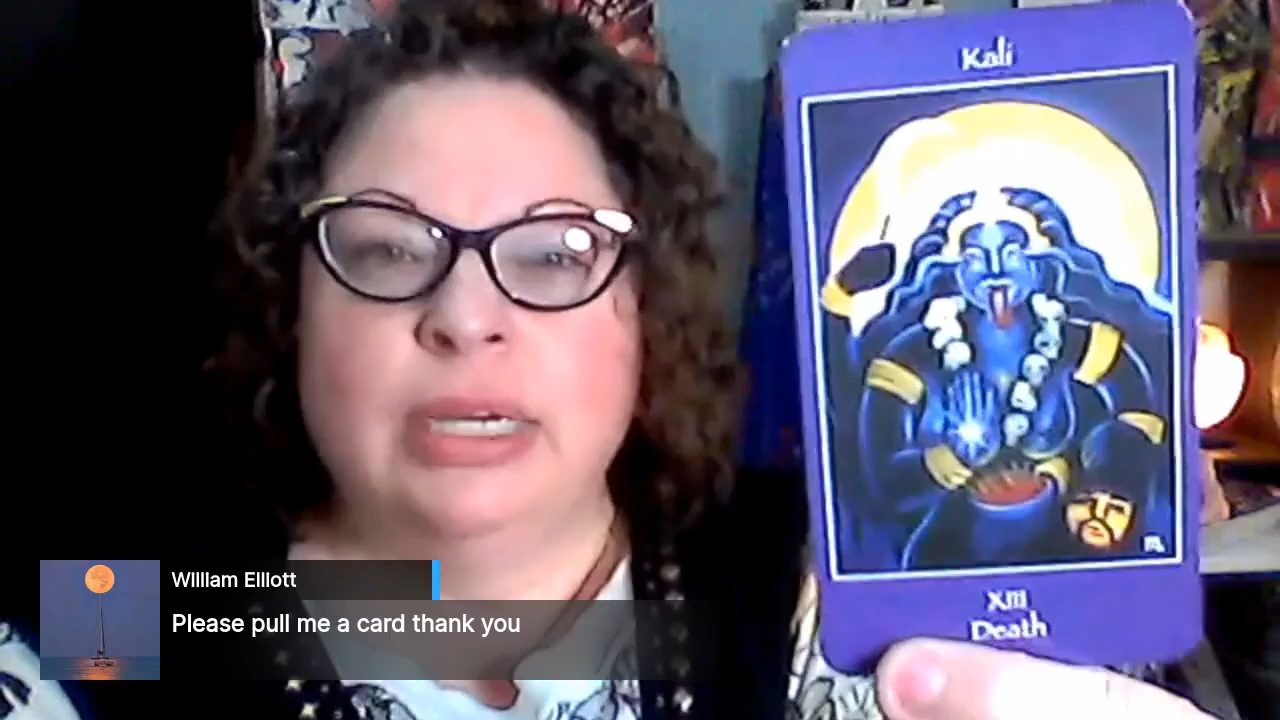 Kali
XIII
Death
William Elliott
Please pull me a card thank you